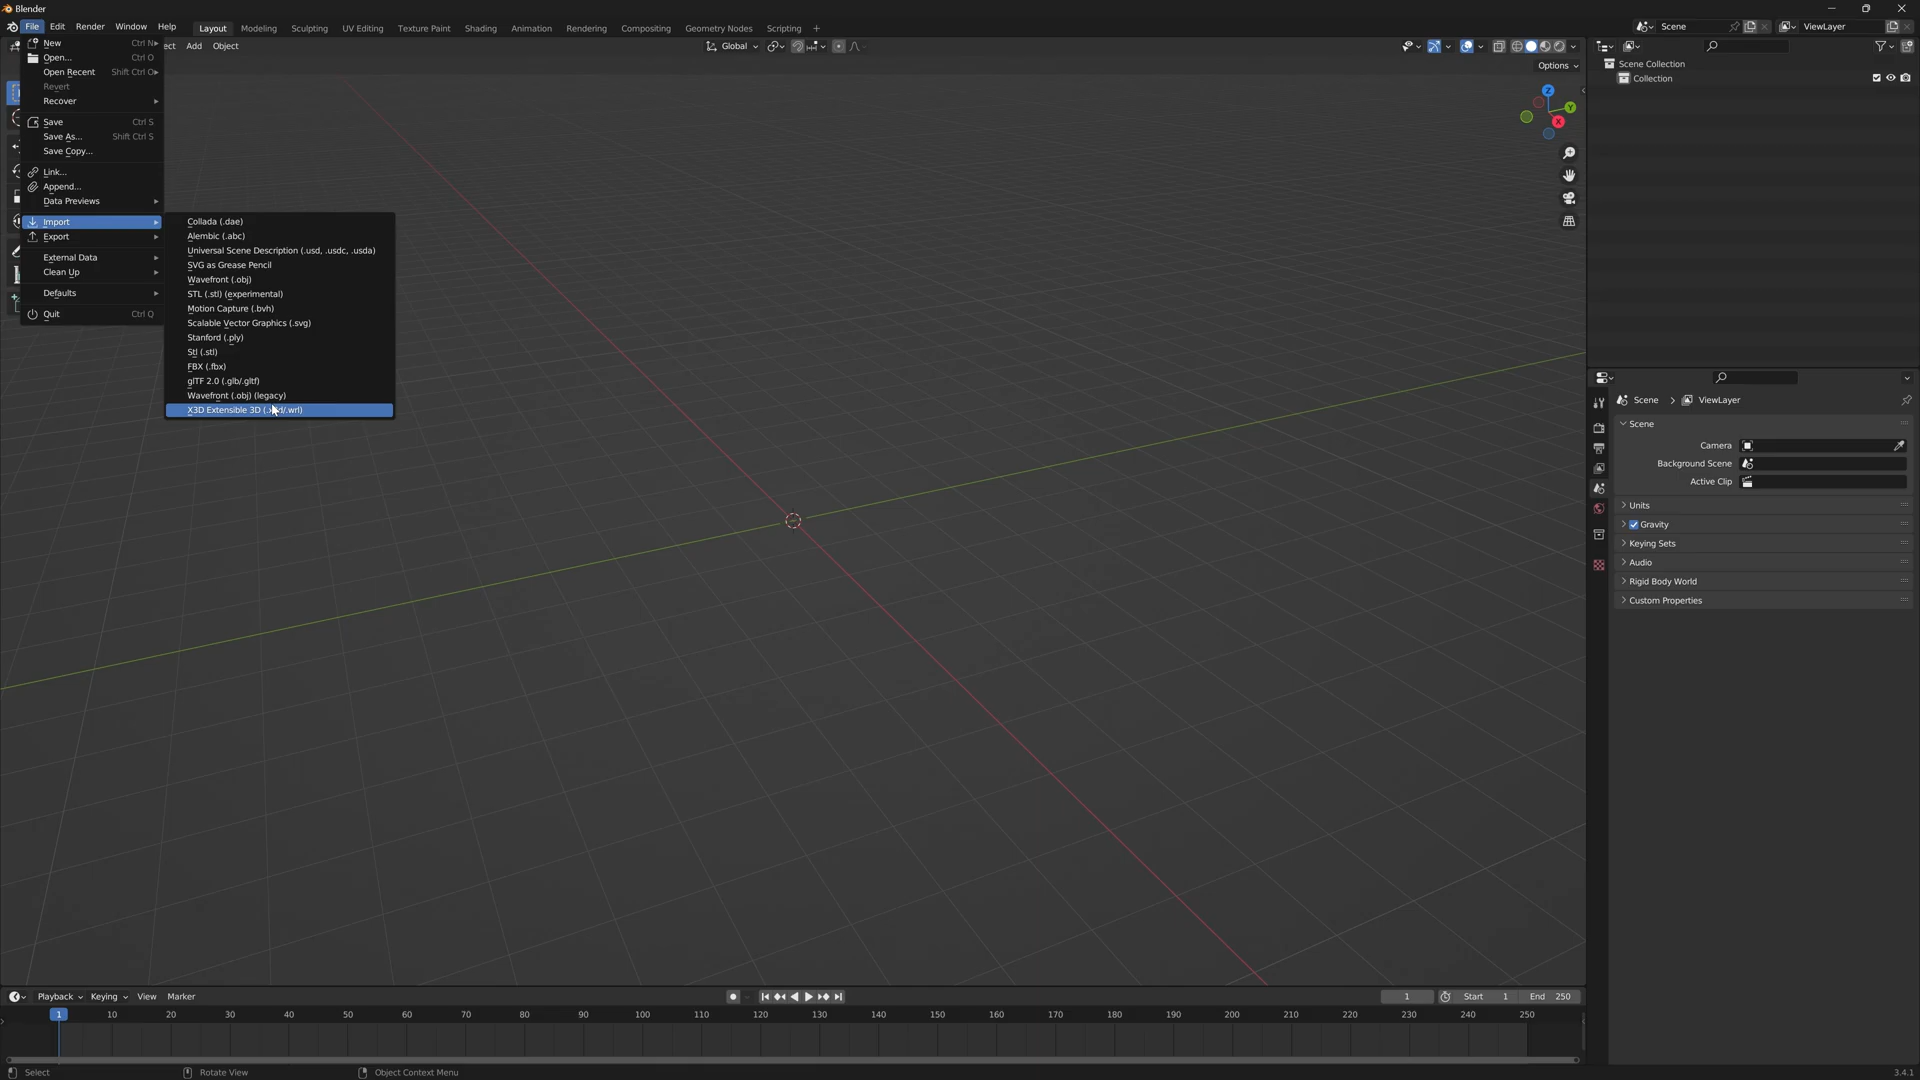 Blender
File Edit Render Window Help Layout Modeling Sculpting UV Editing Texture Paint Shading Animation Rendering Compositing Geometry Nodes Scripting + Scene ViewLayer
New Ctrl N
ect Add Object Global
Open... Ctrl O
Options
Open Recent Shift Ctrl O
Revert
Recover
Save Ctrl S
Save As... Shift Ctrl S
Save Copy...
Link...
Append...
Data Previews
Import
Export
External Data
Clean Up
Defaults
Quit Ctrl Q
Collada (.dae)
Alembic (.abc)
Universal Scene Description (.usd, .usdc, .usda)
SVG as Grease Pencil
Wavefront (.obj)
STL (.stl) (experimental)
Motion Capture (.bvh)
Scalable Vector Graphics (.svg)
Stanford (.ply)
Stl (.stl)
FBX (.fbx)
glTF 2.0 (.glb/.gltf)
Wavefront (.obj) (legacy)
X3D Extensible 3D
Z
Y
X
Scene Collection
Collection
Scene ViewLayer
Scene
Camera
Background Scene
Active Clip
Units
Gravity
Keying Sets
Audio
Rigid Body World
Custom Properties
Playback Keying View Marker 1 Start 1 End 250
1 10 20 30 40 50 60 70 80 90 100 110 120 130 140 150 160 170 180 190 200 210 220 230 240 250
Select Rotate View Object Context Menu 3.4.1